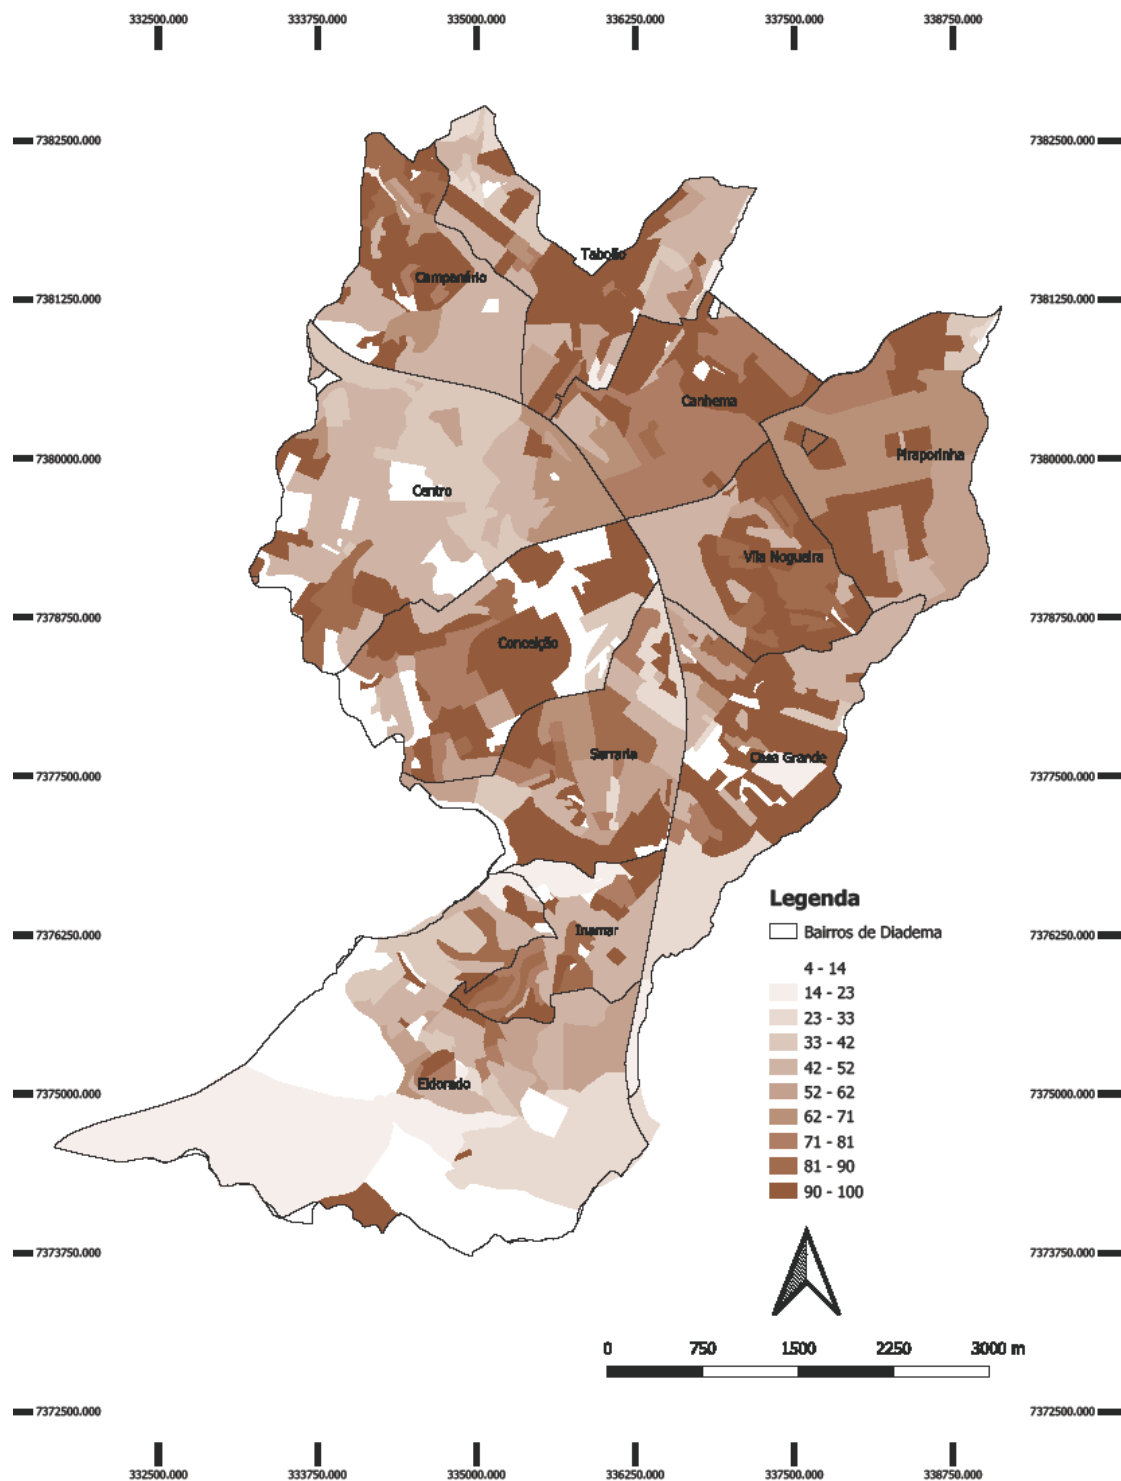 332500.000 333750.000 335000.000 336250.000 337500.000 338750.000
7382500.000 7382500.000
Tabolão
Campanário
7381250.000 7381250.000
Canhema
Piraporinha
7380000.000 7380000.000
Centro
Vila Nogueira
7378750.000 7378750.000
Conceição
Serraria
Casa Grande
7377500.000 7377500.000
Legenda
Bairros de Diadema
7376250.000 7376250.000
Inamar
4 - 14
14 - 23
23 - 33
33 - 42
42 - 52
52 - 62
62 - 71
71 - 81
81 - 90
90 - 100
Eldorado
7375000.000 7375000.000
7373750.000 7373750.000
0 750 1500 2250 3000 m
7372500.000 7372500.000
332500.000 333750.000 335000.000 336250.000 337500.000 338750.000